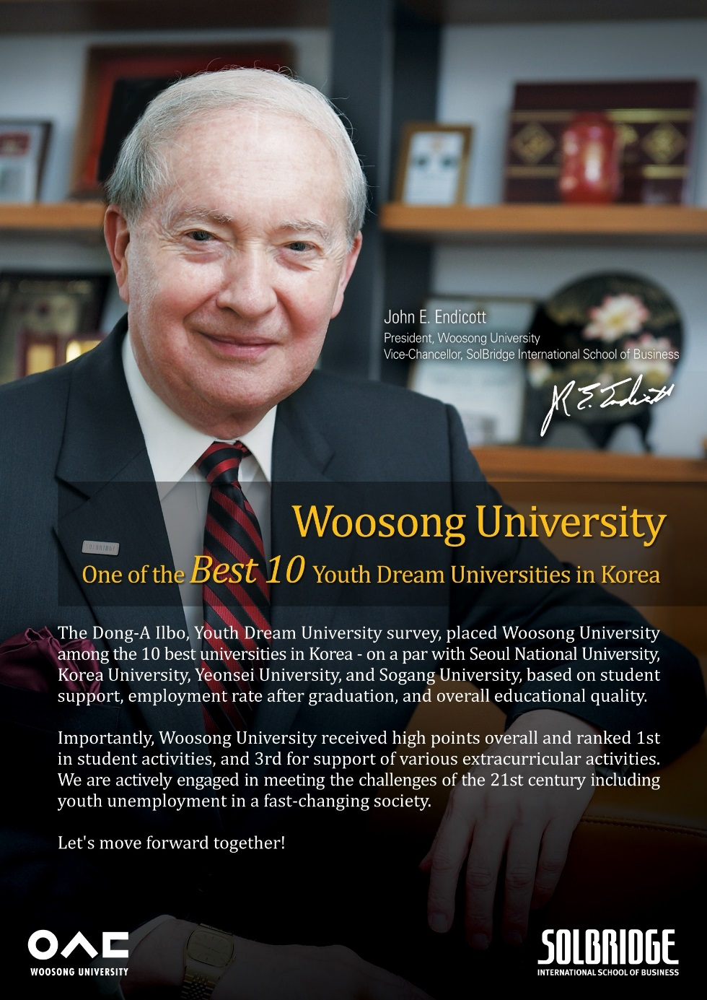 John E. Endicott
President, Woosong University
Vice-Chancellor, SolBridge International School of Business
Woosong University
One of the Best 10 Youth Dream Universities in Korea
SOLBRIDGE
The Dong-A Ilbo, Youth Dream University survey, placed Woosong University
among the 10 best universities in Korea - on a par with Seoul National University,
Korea University, Yeonsei University, and Sogang University, based on student
support, employment rate after graduation, and overall educational quality.
Importantly, Woosong University received high points overall and ranked 1st
in student activities, and 3rd for support of various extracurricular activities.
We are actively engaged in meeting the challenges of the 21st century including
youth unemployment in a fast-changing society.
Let's move forward together!
WOOSONG UNIVERSITY
SOLBRIDGE
INTERNATIONAL SCHOOL OF BUSINESS